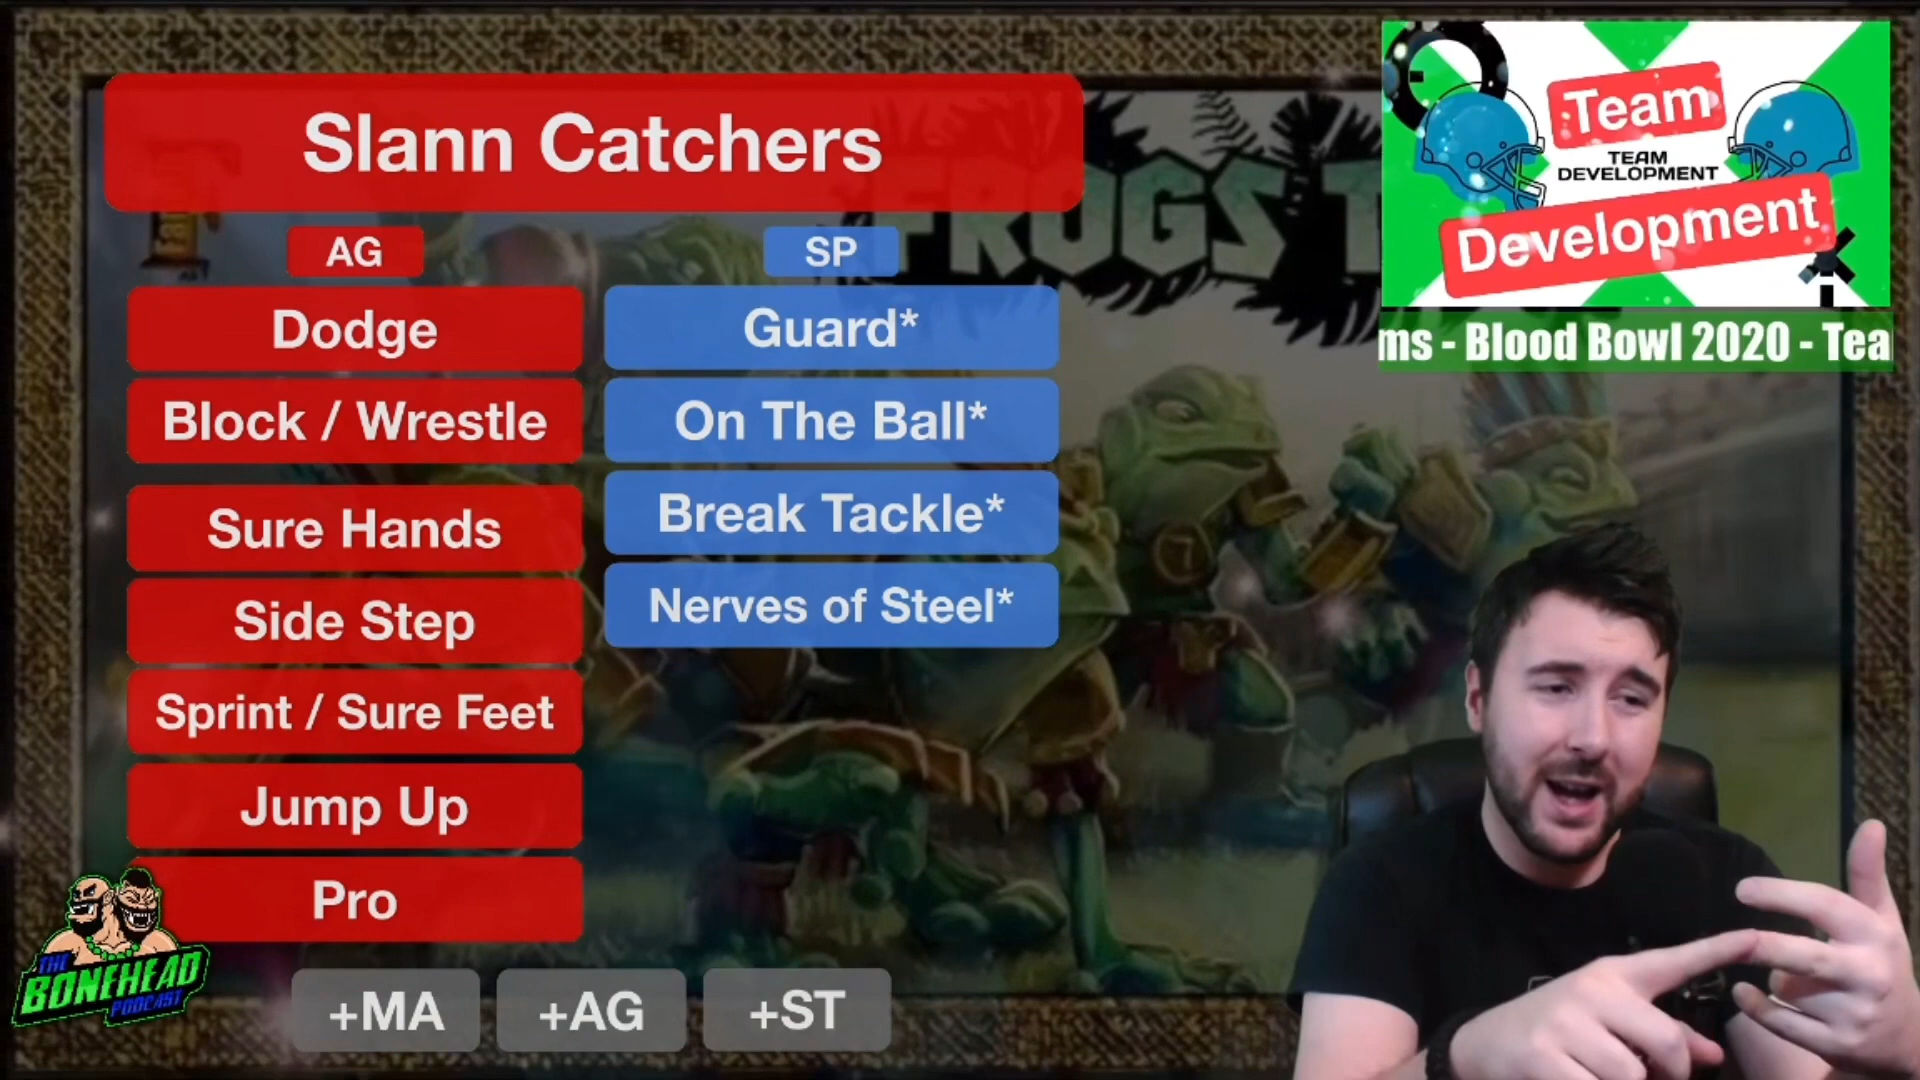 Slann Catchers
AG
SP
Dodge
Guard*
Block / Wrestle
On The Ball*
Sure Hands
Break Tackle*
Side Step
Nerves of Steel*
Sprint / Sure Feet
Jump Up
Pro
+MA
+AG
+ST
Team
TEAM
DEVELOPMENT
Development
ms - Blood Bowl 2020 - Tea
FROGS T
THE
BONEHEAD
PODCAST